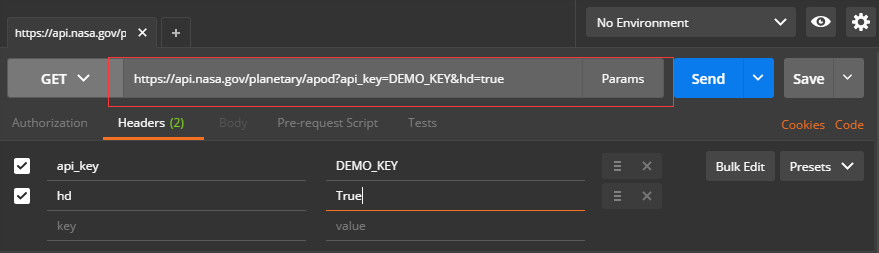 No Environment
https://api.nasa.gov/p
GET https://api.nasa.gov/planetary/apod?api_key=DEMO_KEY&hd=true Params Send Save
Authorization Headers (2) Body Pre-request Script Tests Cookies Code
api_key DEMO_KEY Bulk Edit Presets
hd True
key value